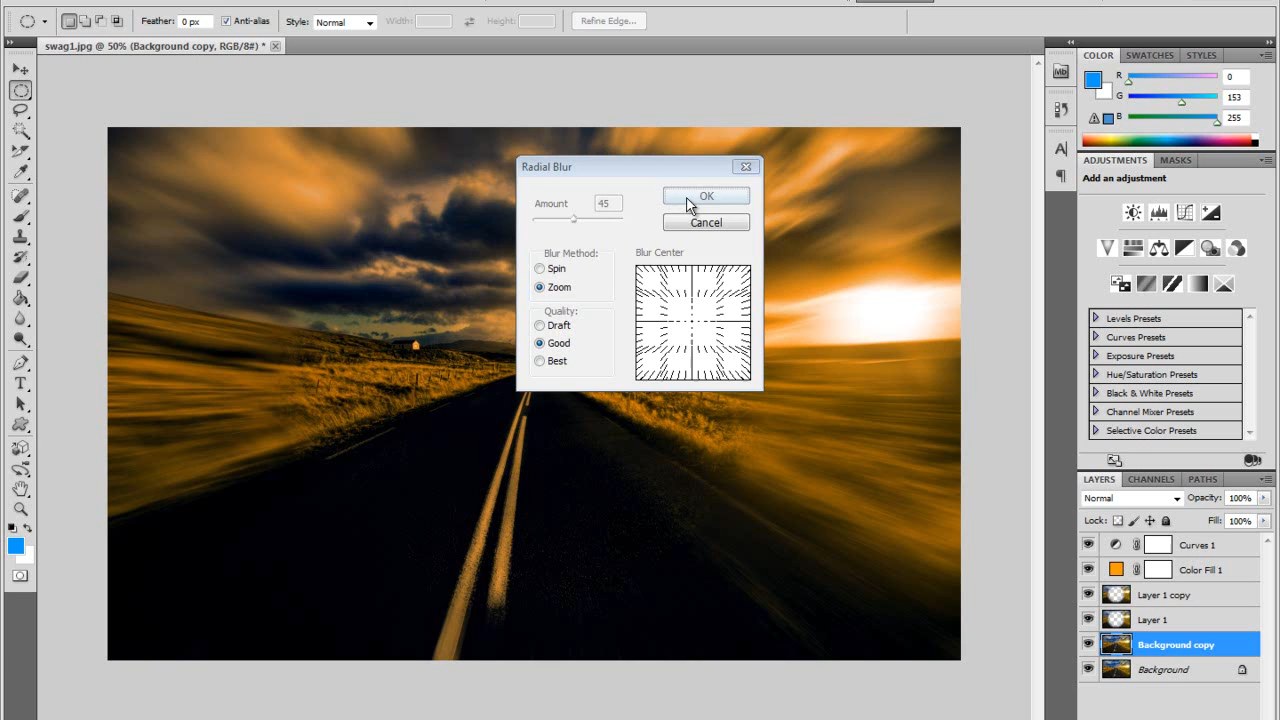 Feather: 0 px Anti-alias Style: Normal Width: Height: Refine Edge...
swag1.jpg @ 50% (Background copy, RGB/8#) *
Radial Blur
Amount 45
OK
Cancel
Blur Method:
Spin
Zoom
Quality:
Draft
Good
Best
Blur Center
Mb
A
T
COLOR SWATCHES STYLES
R 0
G 153
B 255
ADJUSTMENTS MASKS
Add an adjustment
Levels Presets
Curves Presets
Exposure Presets
Hue/Saturation Presets
Black & White Presets
Channel Mixer Presets
Selective Color Presets
LAYERS CHANNELS PATHS
Normal Opacity: 100%
Lock: Fill: 100%
Curves 1
Color Fill 1
Layer 1 copy
Layer 1
Background copy
Background